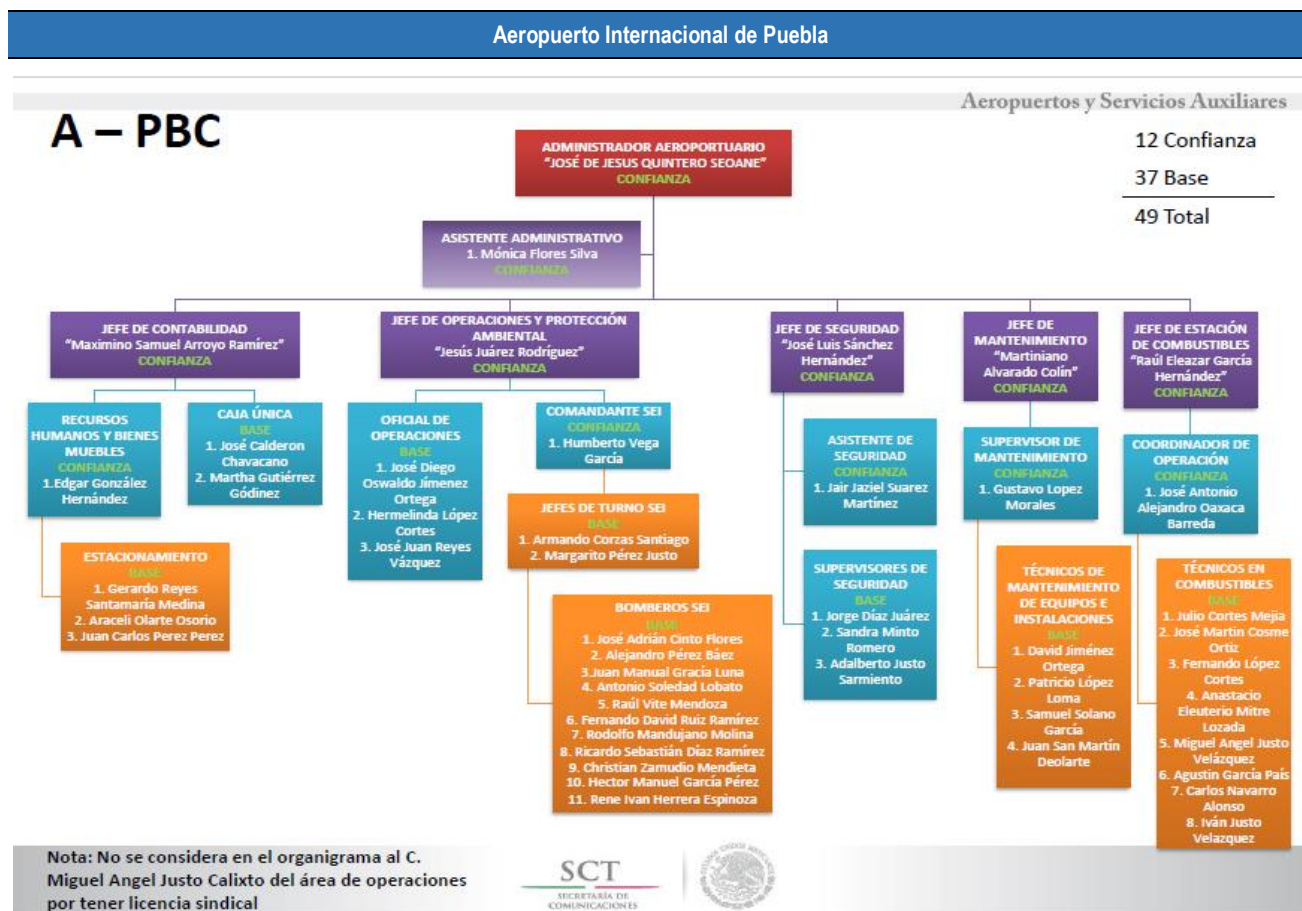 Aeropuerto Internacional de Puebla
Aeropuertos y Servicios Auxiliares
A – PBC
12 Confianza
37 Base
49 Total
ADMINISTRADOR AEROPORTUARIO
"JOSÉ DE JESUS QUINTERO SEOANE"
CONFIANZA
ASISTENTE ADMINISTRATIVO
1. Mónica Flores Silva
CONFIANZA
JEFE DE CONTABILIDAD
"Maximino Samuel Arroyo Ramírez"
CONFIANZA
RECURSOS
HUMANOS Y BIENES
MUEBLES
CONFIANZA
1.Edgar González
Hernández
CAJA ÚNICA
BASE
1. José Calderon
Chavacano
2. Martha Gutiérrez
Gódinez
ESTACIONAMIENTO
BASE
1. Gerardo Reyes
Santamaría Medina
2. Araceli Olarte Osorio
3. Juan Carlos Perez Perez
JEFE DE OPERACIONES Y PROTECCIÓN
AMBIENTAL
"Jesús Juárez Rodríguez"
CONFIANZA
OFICIAL DE
OPERACIONES
BASE
1. José Diego
Oswaldo Jímenez
Ortega
2. Hermelinda López
Cortes
3. José Juan Reyes
Vázquez
COMANDANTE SEI
CONFIANZA
1. Humberto Vega
García
JEFES DE TURNO SEI
BASE
1. Armando Corzas Santiago
2. Margarito Pérez Justo
BOMBEROS SEI
BASE
1. José Adrián Cinto Flores
2. Alejandro Pérez Báez
3.Juan Manual Gracía Luna
4. Antonio Soledad Lobato
5. Raúl Vite Mendoza
6. Fernando David Ruiz Ramírez
7. Rodolfo Mandujano Molina
8. Ricardo Sebastián Díaz Ramírez
9. Christian Zamudio Mendieta
10. Hector Manuel García Pérez
11. Rene Ivan Herrera Espinoza
JEFE DE SEGURIDAD
"José Luis Sánchez
Hernández"
CONFIANZA
ASISTENTE DE
SEGURIDAD
CONFIANZA
1. Jair Jaziel Suarez
Martínez
SUPERVISORES DE
SEGURIDAD
BASE
1. Jorge Díaz Juárez
2. Sandra Minto
Romero
3. Adalberto Justo
Sarmiento
JEFE DE
MANTENIMIENTO
"Martiniano
Alvarado Colín"
CONFIANZA
SUPERVISOR DE
MANTENIMIENTO
CONFIANZA
1. Gustavo Lopez
Morales
TÉCNICOS DE
MANTENIMIENTO
DE EQUIPOS E
INSTALACIONES
BASE
1. David Jiménez
Ortega
2. Patricio López
Loma
3. Samuel Solano
García
4. Juan San Martín
Deolarte
JEFE DE ESTACIÓN
DE COMBUSTIBLES
"Raúl Eleazar García
Hernández"
CONFIANZA
COORDINADOR DE
OPERACIÓN
CONFIANZA
1. José Antonio
Alejandro Oaxaca
Barreda
TÉCNICOS EN
COMBUSTIBLES
BASE
1. Julio Cortes Mejia
2. José Martin Cosme
Ortiz
3. Fernando López
Cortes
4. Anastacio
Eleuterio Mitre
Lozada
5. Miguel Angel Justo
Velázquez
6. Agustin García País
7. Carlos Navarro
Alonso
8. Iván Justo
Velazquez
Nota: No se considera en el organigrama al C.
Miguel Angel Justo Calixto del área de operaciones
por tener licencia sindical
SCT
SECRETARÍA DE
COMUNICACIONES